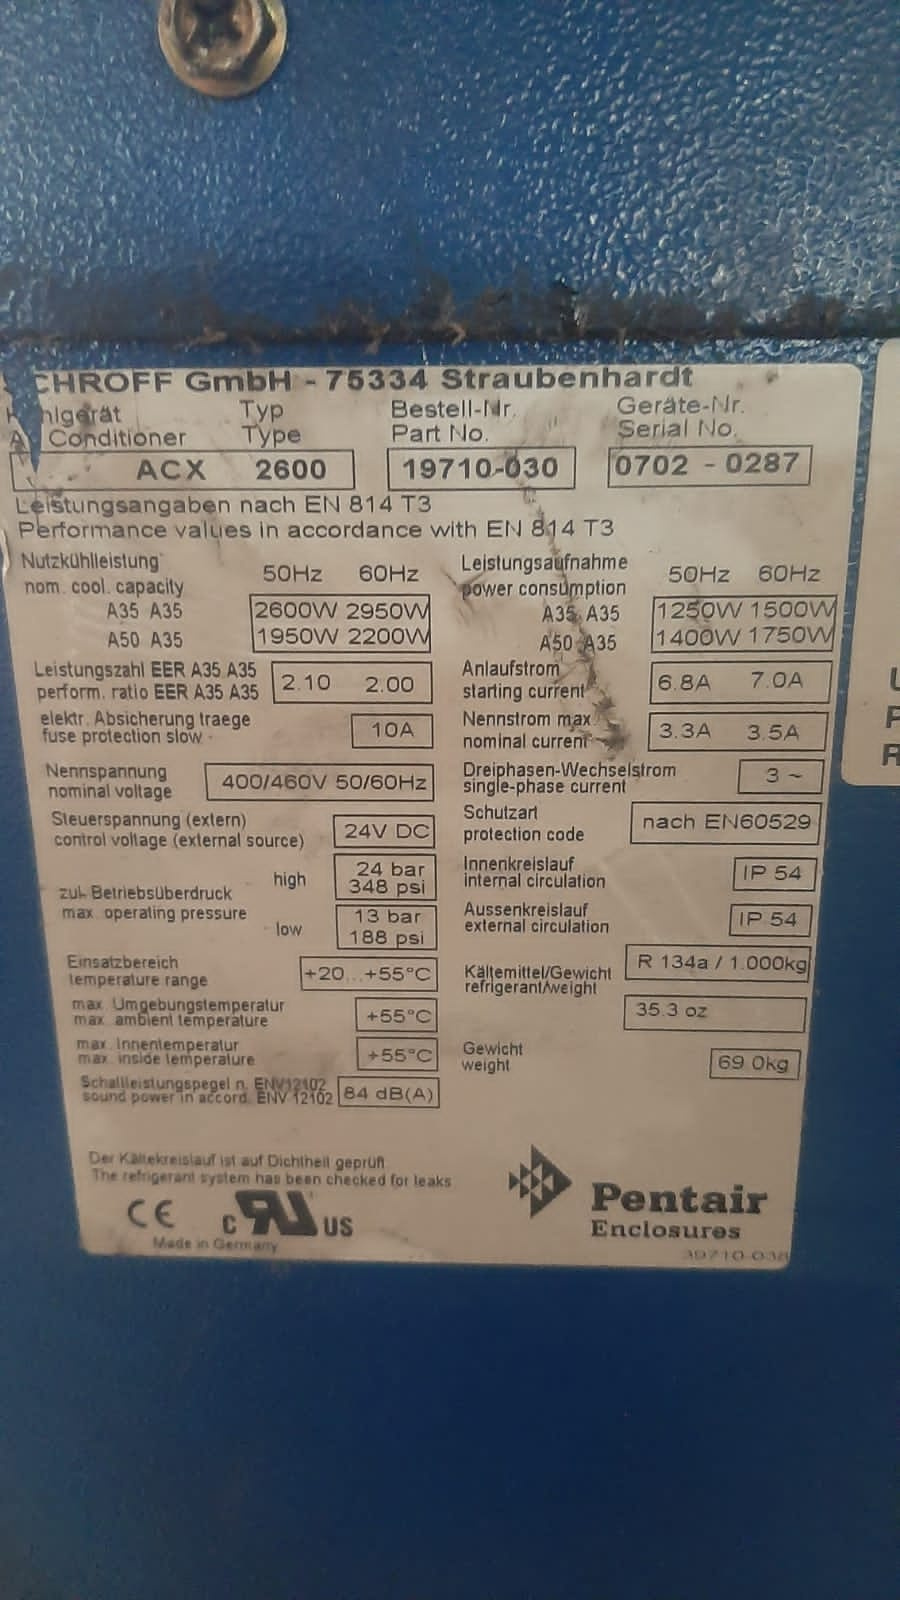 SCHROFF GmbH - 75334 Straubenhardt
Kühlgerät Typ Bestell-Nr. Geräte-Nr.
Air Conditioner Type Part No. Serial No.
ACX 2600 19710-030 0702 - 0287
Leistungsangaben nach EN 814 T3
Performance values in accordance with EN 814 T3
Nutzkühlleistung
nom. cool. capacity 50Hz 60Hz
A35 A35 2600W 2950W
A50 A35 1950W 2200W
Leistungszahl EER A35 A35
perform. ratio EER A35 A35 2.10 2.00
elektr. Absicherung traege
fuse protection slow - 10A
Nennspannung
nominal voltage 400/460V 50/60Hz
Steuerspannung (extern)
control voltage (external source) 24V DC
zul. Betriebsüberdruck
max. operating pressure
high 24 bar
348 psi
low 13 bar
188 psi
Einsatzbereich
temperature range +20...+55°C
max. Umgebungstemperatur
max. ambient temperature +55°C
max. Innentemperatur
max. inside temperature +55°C
Schallleistungspegel n. ENV12102
sound power in accord. ENV 12102 84 dB(A)
Leistungsaufnahme
power consumption 50Hz 60Hz
A35 A35 1250W 1500W
A50 A35 1400W 1750W
Anlaufstrom
starting current 6.8A 7.0A
Nennstrom max.
nominal current 3.3A 3.5A
Dreiphasen-Wechselstrom
single-phase current 3 ~
Schutzart
protection code nach EN60529
Innenkreislauf
internal circulation IP 54
Aussenkreislauf
external circulation IP 54
Kältemittel/Gewicht
refrigerant/weight R 134a / 1.000kg
35.3 oz
Gewicht
weight 69.0kg
Der Kältekreislauf ist auf Dichtheit geprüft
The refrigerant system has been checked for leaks
CE c RU US
Made in Germany
Pentair
Enclosures
39710-038